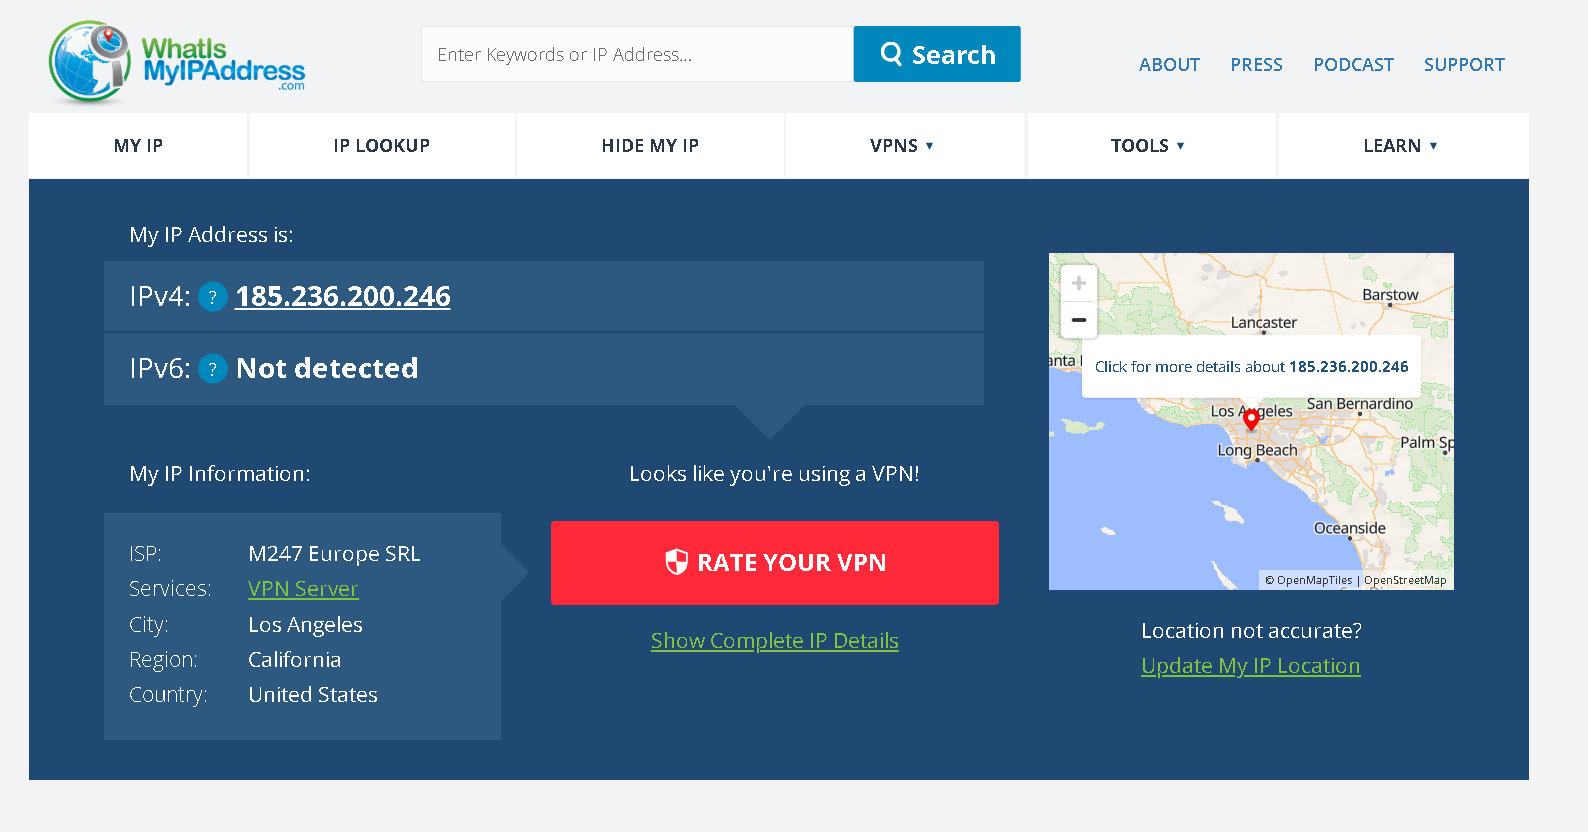 WhatIs
MyIPAddress
.com
Enter Keywords or IP Address...
Search
ABOUT
PRESS
PODCAST
SUPPORT
MY IP
IP LOOKUP
HIDE MY IP
VPNS ▼
TOOLS ▼
LEARN ▼
My IP Address is:
IPv4: ? 185.236.200.246
IPv6: ? Not detected
My IP Information:
ISP: M247 Europe SRL
Services: VPN Server
City: Los Angeles
Region: California
Country: United States
Looks like you're using a VPN!
RATE YOUR VPN
Show Complete IP Details
+
−
Barstow
Lancaster
Click for more details about 185.236.200.246
Los Angeles
San Bernardino
Long Beach
Palm Sp
Oceanside
© OpenMapTiles | OpenStreetMap
Location not accurate?
Update My IP Location